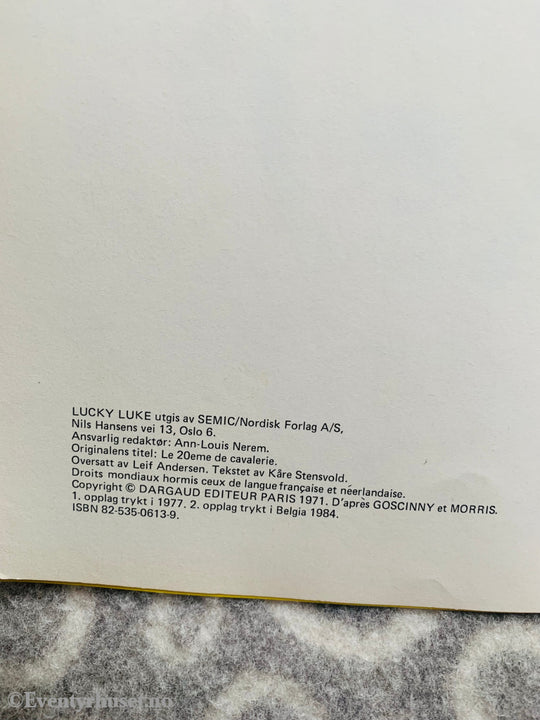 LUCKY LUKE utgis av SEMIC/Nordisk Forlag A/S,
Nils Hansens vei 13, Oslo 6.
Ansvarlig redaktør: Ann-Louis Nerem.
Originalens titel: Le 20eme de cavalerie.
Oversatt av Leif Andersen. Tekstet av Kåre Stensvold.
Droits mondiaux hormis ceux de langue française et néerlandaise.
Copyright © DARGAUD EDITEUR PARIS 1971. D'après GOSCINNY et MORRIS.
1. opplag trykt i 1977. 2. opplag trykt i Belgia 1984.
ISBN 82-535-0613-9.
©Eventyrhuset.no